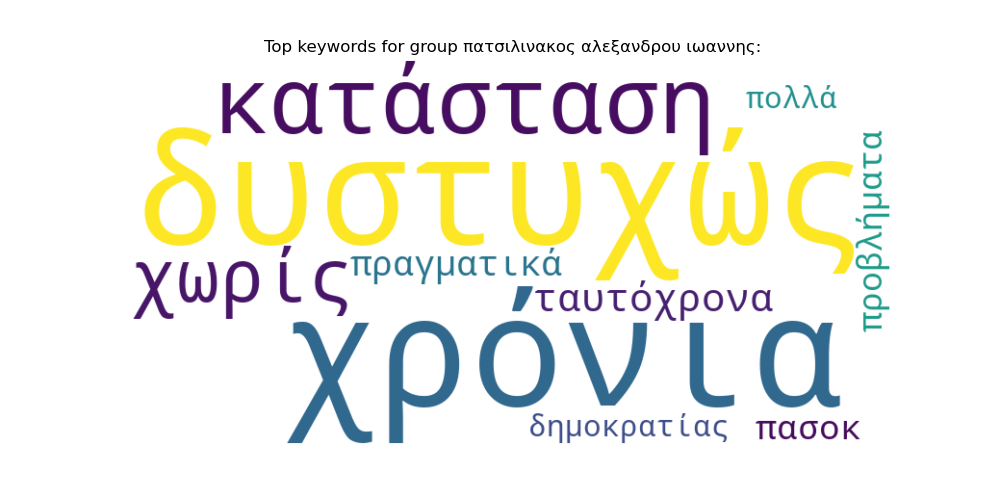 Top keywords for group πατσιλινακος αλεξανδρου ιωαννης:
κατάσταση
πολλά
δυστυχώς
προβλήματα
χωρίς
πραγματικά
ταυτόχρονα
χρόνια
δημοκρατίας
πασοκ